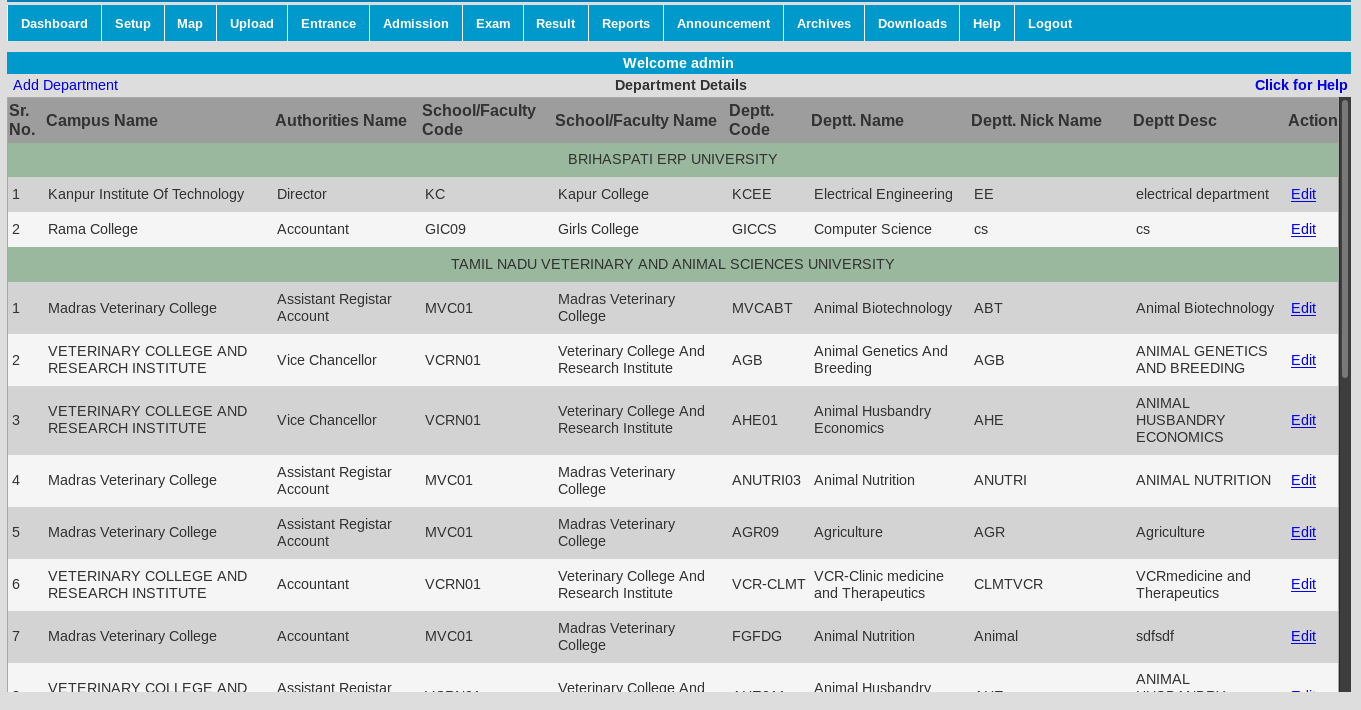 Dashboard Setup Map Upload Entrance Admission Exam Result Reports Announcement Archives Downloads Help Logout
Welcome admin
Add Department Department Details Click for Help
Sr. No. Campus Name Authorities Name School/Faculty Code School/Faculty Name Deptt. Code Deptt. Name Deptt. Nick Name Deptt Desc Action
BRIHASPATI ERP UNIVERSITY
1 Kanpur Institute Of Technology Director KC Kapur College KCEE Electrical Engineering EE electrical department Edit
2 Rama College Accountant GIC09 Girls College GICCS Computer Science cs cs Edit
TAMIL NADU VETERINARY AND ANIMAL SCIENCES UNIVERSITY
1 Madras Veterinary College Assistant Registar Account MVC01 Madras Veterinary College MVCABT Animal Biotechnology ABT Animal Biotechnology Edit
2 VETERINARY COLLEGE AND RESEARCH INSTITUTE Vice Chancellor VCRN01 Veterinary College And Research Institute AGB Animal Genetics And Breeding AGB ANIMAL GENETICS AND BREEDING Edit
3 VETERINARY COLLEGE AND RESEARCH INSTITUTE Vice Chancellor VCRN01 Veterinary College And Research Institute AHE01 Animal Husbandry Economics AHE ANIMAL HUSBANDRY ECONOMICS Edit
4 Madras Veterinary College Assistant Registar Account MVC01 Madras Veterinary College ANUTRI03 Animal Nutrition ANUTRI ANIMAL NUTRITION Edit
5 Madras Veterinary College Assistant Registar Account MVC01 Madras Veterinary College AGR09 Agriculture AGR Agriculture Edit
6 VETERINARY COLLEGE AND RESEARCH INSTITUTE Accountant VCRN01 Veterinary College And Research Institute VCR-CLMT VCR-Clinic medicine and Therapeutics CLMTVCR VCRmedicine and Therapeutics Edit
7 Madras Veterinary College Accountant MVC01 Madras Veterinary College FGFDG Animal Nutrition Animal sdfsdf Edit
VETERINARY COLLEGE AND Assistant Registar Veterinary College And Animal Husbandry ANIMAL